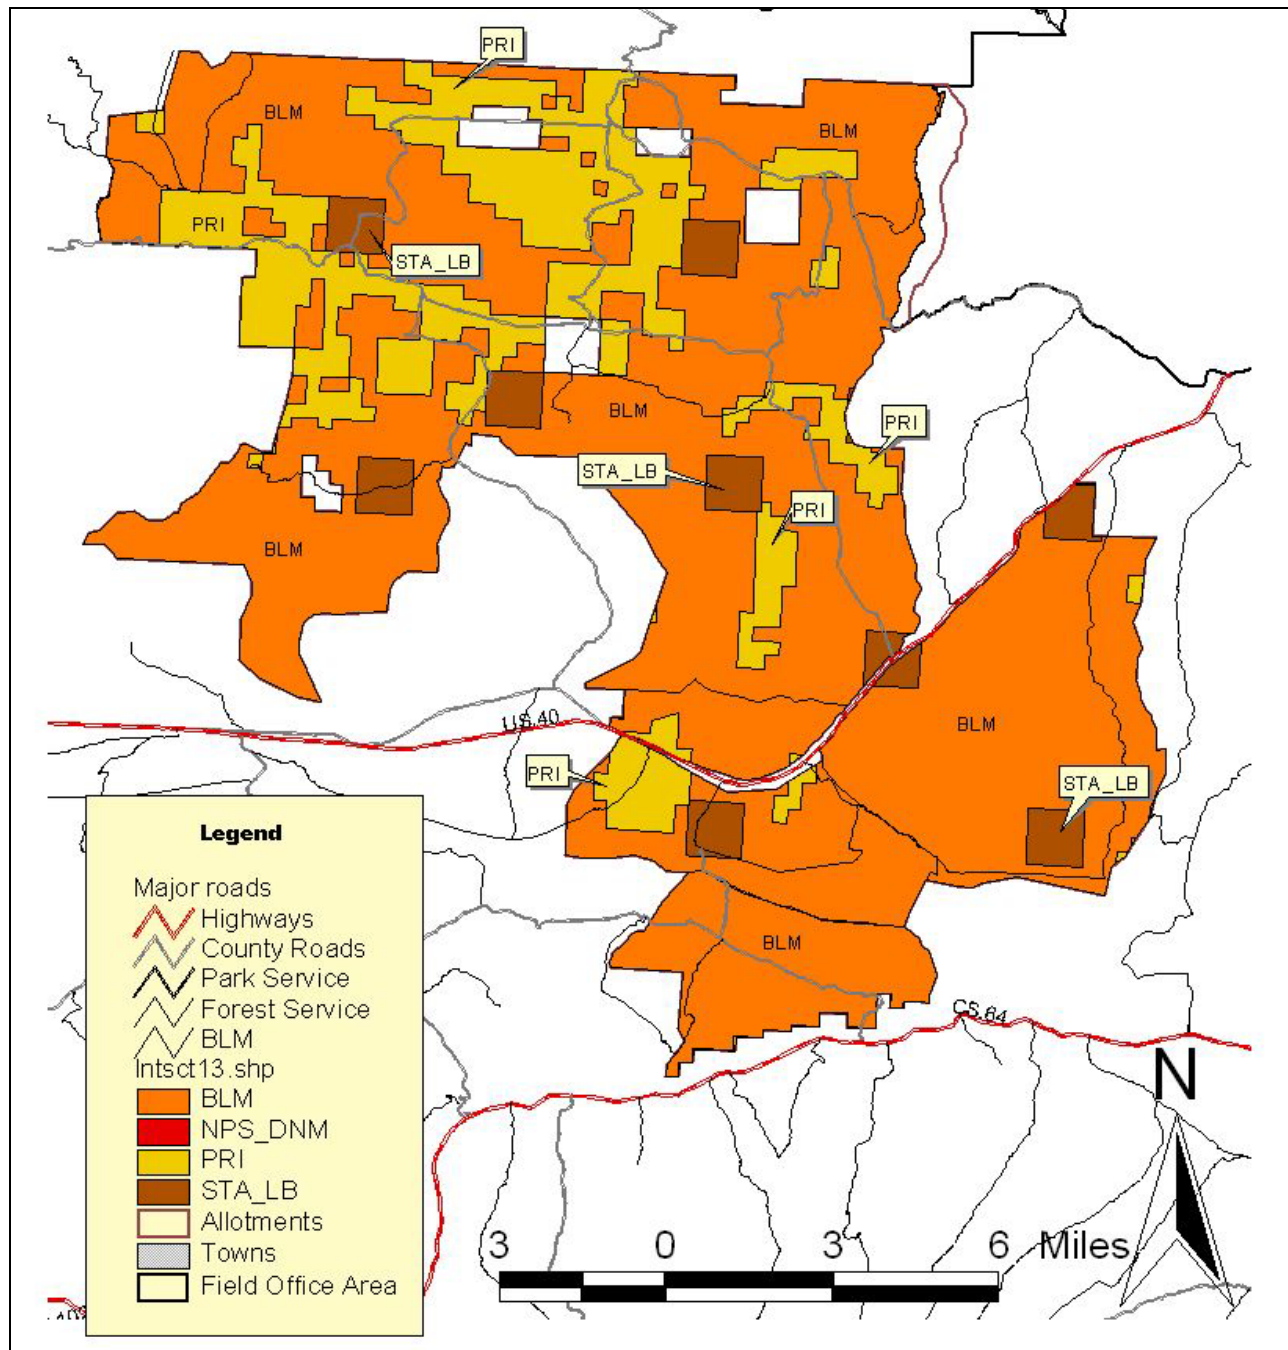 PRI
BLM
BLM
PRI
STA_LB
BLM
PRI
STA_LB
PRI
BLM
US 40
BLM
PRI
STA_LB
BLM
CS 64
Legend
Major roads
Highways
County Roads
Park Service
Forest Service
BLM
Intsct13.shp
BLM
NPS_DNM
PRI
STA_LB
Allotments
Towns
Field Office Area
N
3 0 3 6 Miles